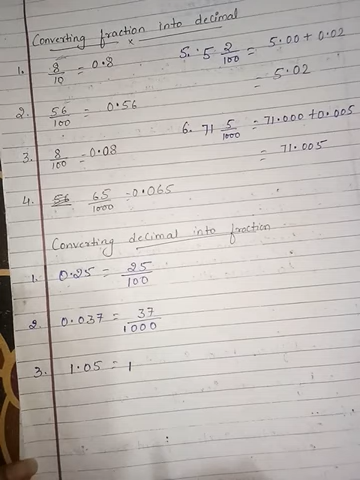 Converting fraction into decimal
1. 8/10 = 0.8
2. 56/100 = 0.56
3. 8/100 = 0.08
4. 65/1000 = 0.065
5. 5 2/100 = 5.00 + 0.02
= 5.02
6. 71 5/1000 = 71.000 + 0.005
= 71.005
Converting decimal into fraction
1. 0.25 = 25/100
2. 0.037 = 37/1000
3. 1.05 = 1